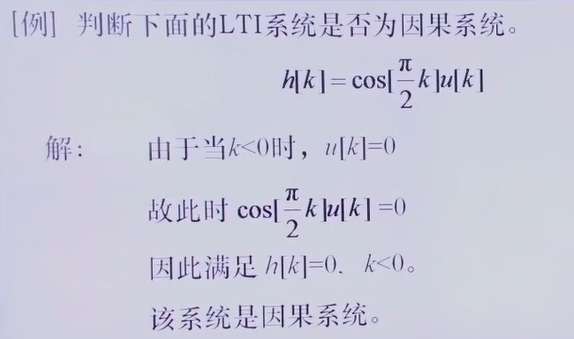 [例] 判断下面的LTI系统是否为因果系统。
h[k]=cos[π/2 k]u[k]
解: 由于当k<0时，u[k]=0
故此时 cos[π/2 k]u[k]=0
因此满足 h[k]=0. k<0。
该系统是因果系统。